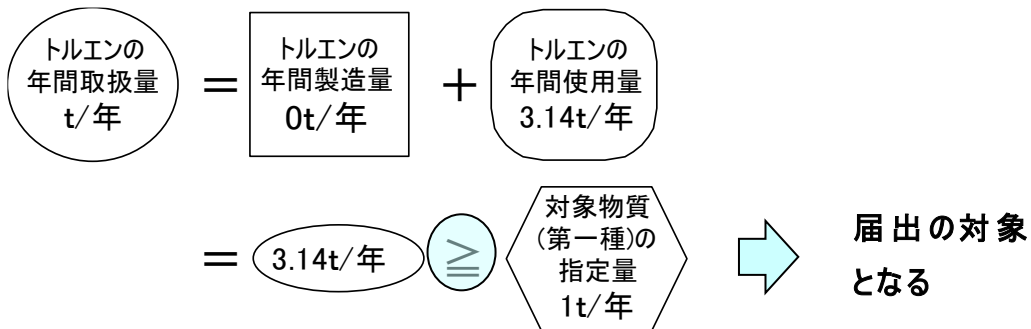 トルエンの
年間取扱量
t/年
＝
トルエンの
年間製造量
0t/年
＋
トルエンの
年間使用量
3.14t/年
＝
3.14t/年
≧
対象物質
(第一種)の
指定量
1t/年
届出の対象
となる